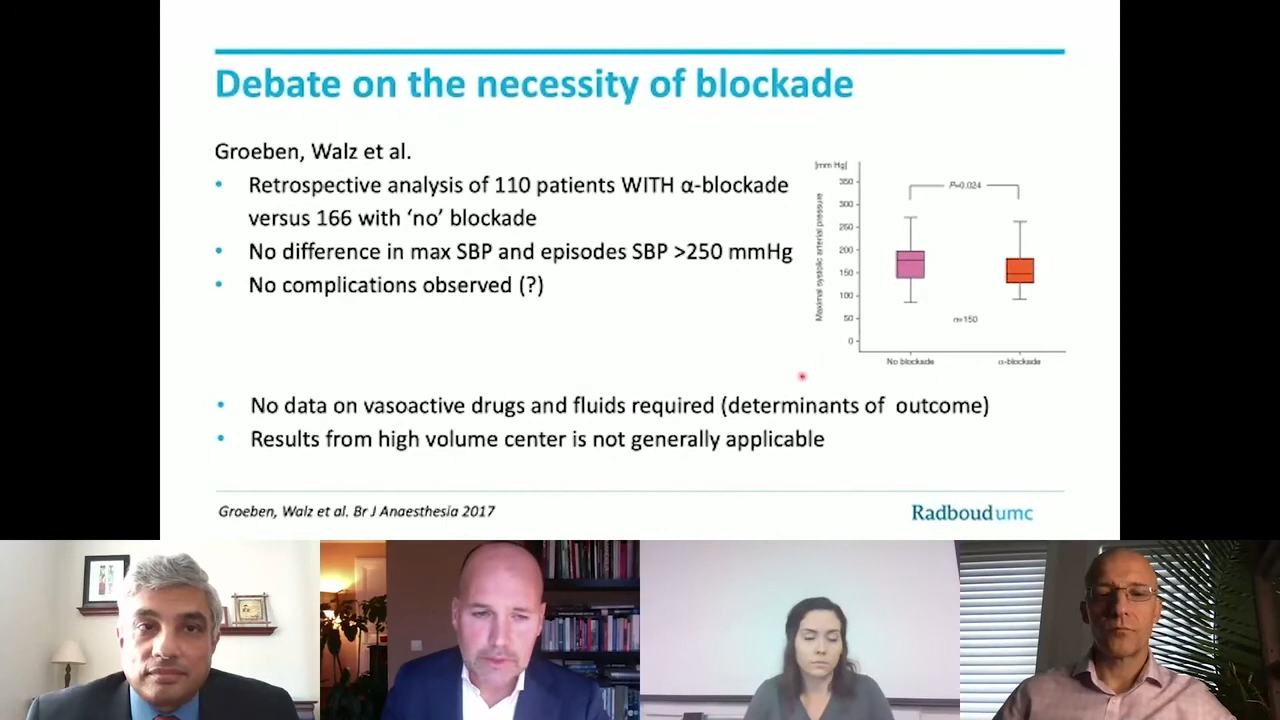 Debate on the necessity of blockade
Groeben, Walz et al.
• Retrospective analysis of 110 patients WITH α-blockade
versus 166 with ‘no’ blockade
• No difference in max SBP and episodes SBP >250 mmHg
• No complications observed (?)
[mm Hg]
Maximal systolic arterial pressure
350
300
250
200
150
100
50
0
P=0.024
n=150
No blockade
α-blockade
• No data on vasoactive drugs and fluids required (determinants of outcome)
• Results from high volume center is not generally applicable
Groeben, Walz et al. Br J Anaesthesia 2017
Radboudumc